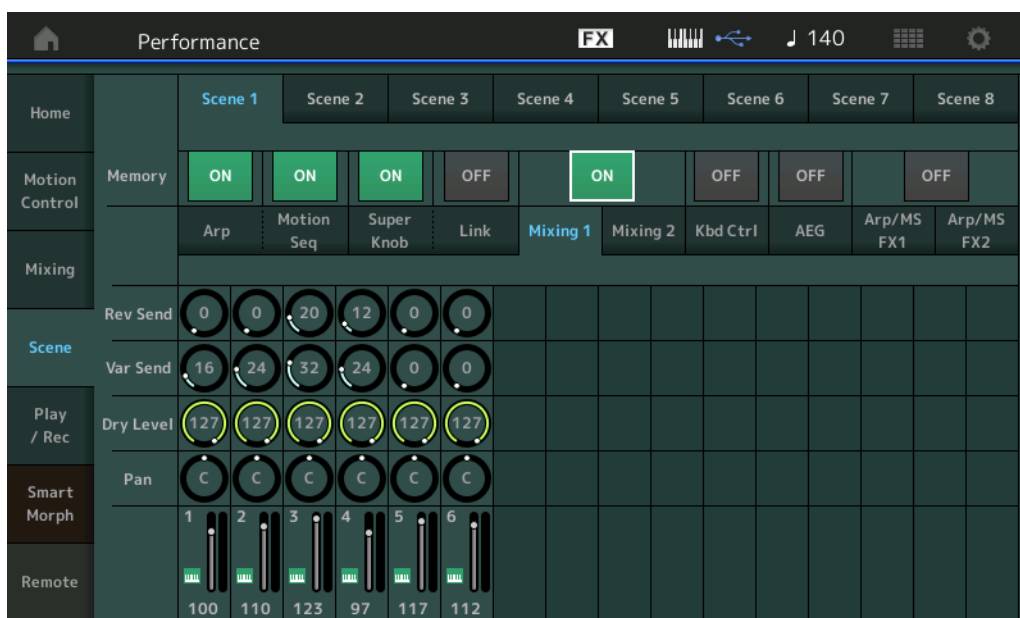 Performance FX 140
Scene 1 Scene 2 Scene 3 Scene 4 Scene 5 Scene 6 Scene 7 Scene 8
Home
Motion
Control
Mixing
Scene
Play
/ Rec
Smart
Morph
Remote
Memory ON ON ON OFF ON OFF OFF OFF
Arp Motion Seq Super Knob Link Mixing 1 Mixing 2 Kbd Ctrl AEG Arp/MS FX1 Arp/MS FX2
Rev Send 0 0 20 12 0 0
Var Send 16 24 32 24 0 0
Dry Level 127 127 127 127 127 127
Pan C C C C C C
1 2 3 4 5 6
100 110 123 97 117 112